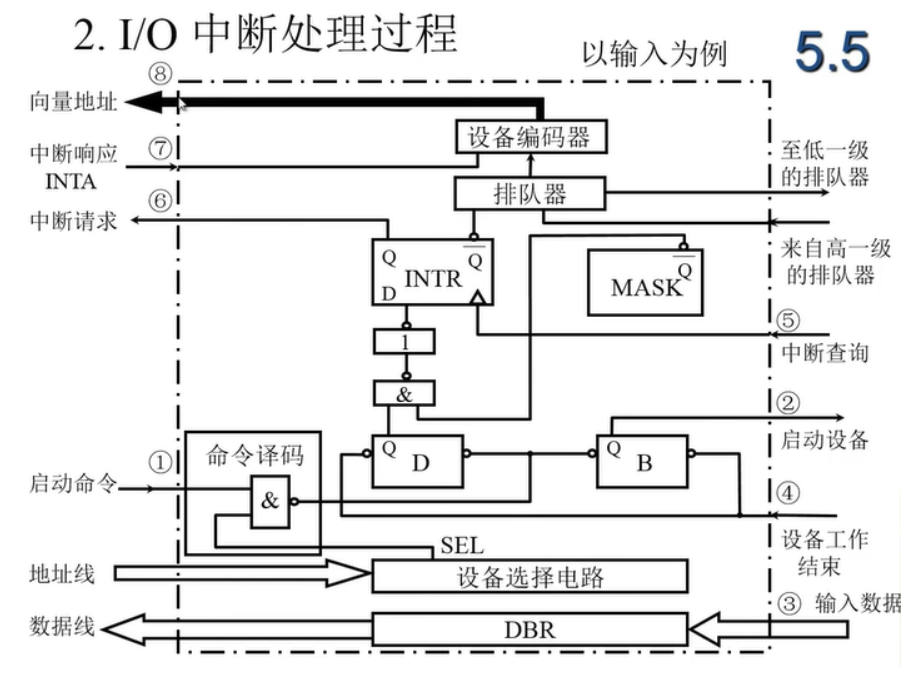 2. I/O 中断处理过程
以输入为例
5.5
⑧
向量地址
设备编码器
中断响应
INTA
⑦
至低一级
的排队器
排队器
中断请求
⑥
来自高一级
的排队器
Q
Q
INTR
D
Q
MASK
⑤
中断查询
1
&
②
启动设备
Q
D
Q
B
命令译码
启动命令
①
&
④
设备工作
结束
SEL
地址线
设备选择电路
③ 输入数据
数据线
DBR